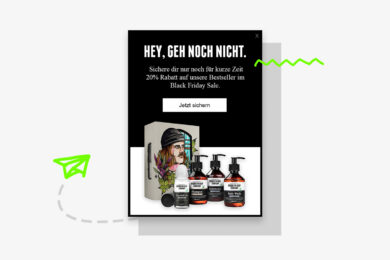 x
HEY, GEH NOCH NICHT.
Sichere dir nur noch für kurze Zeit
20% Rabatt auf unsere Bestseller im
Black Friday Sale.
Jetzt sichern